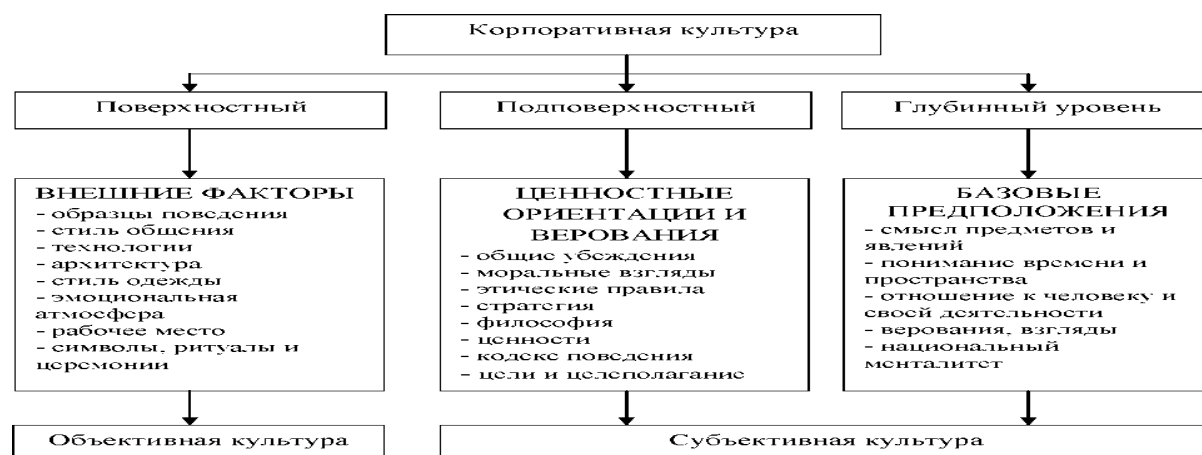 Корпоративная культура
Поверхностный
Подповерхностный
Глубинный уровень
ВНЕШНИЕ ФАКТОРЫ
- образцы поведения
- стиль общения
- технологии
- архитектура
- стиль одежды
- эмоциональная
атмосфера
- рабочее место
- символы, ритуалы и
церемонии
ЦЕННОСТНЫЕ
ОРИЕНТАЦИИ И
ВЕРОВАНИЯ
- общие убеждения
- моральные взгляды
- этические правила
- стратегия
- философия
- ценности
- кодекс поведения
- цели и целеполагание
БАЗОВЫЕ
ПРЕДПОЛОЖЕНИЯ
- смысл предметов и
явлений
- понимание времени и
пространства
- отношение к человеку и
своей деятельности
- верования, взгляды
- национальный
менталитет
Объективная культура
Субъективная культура